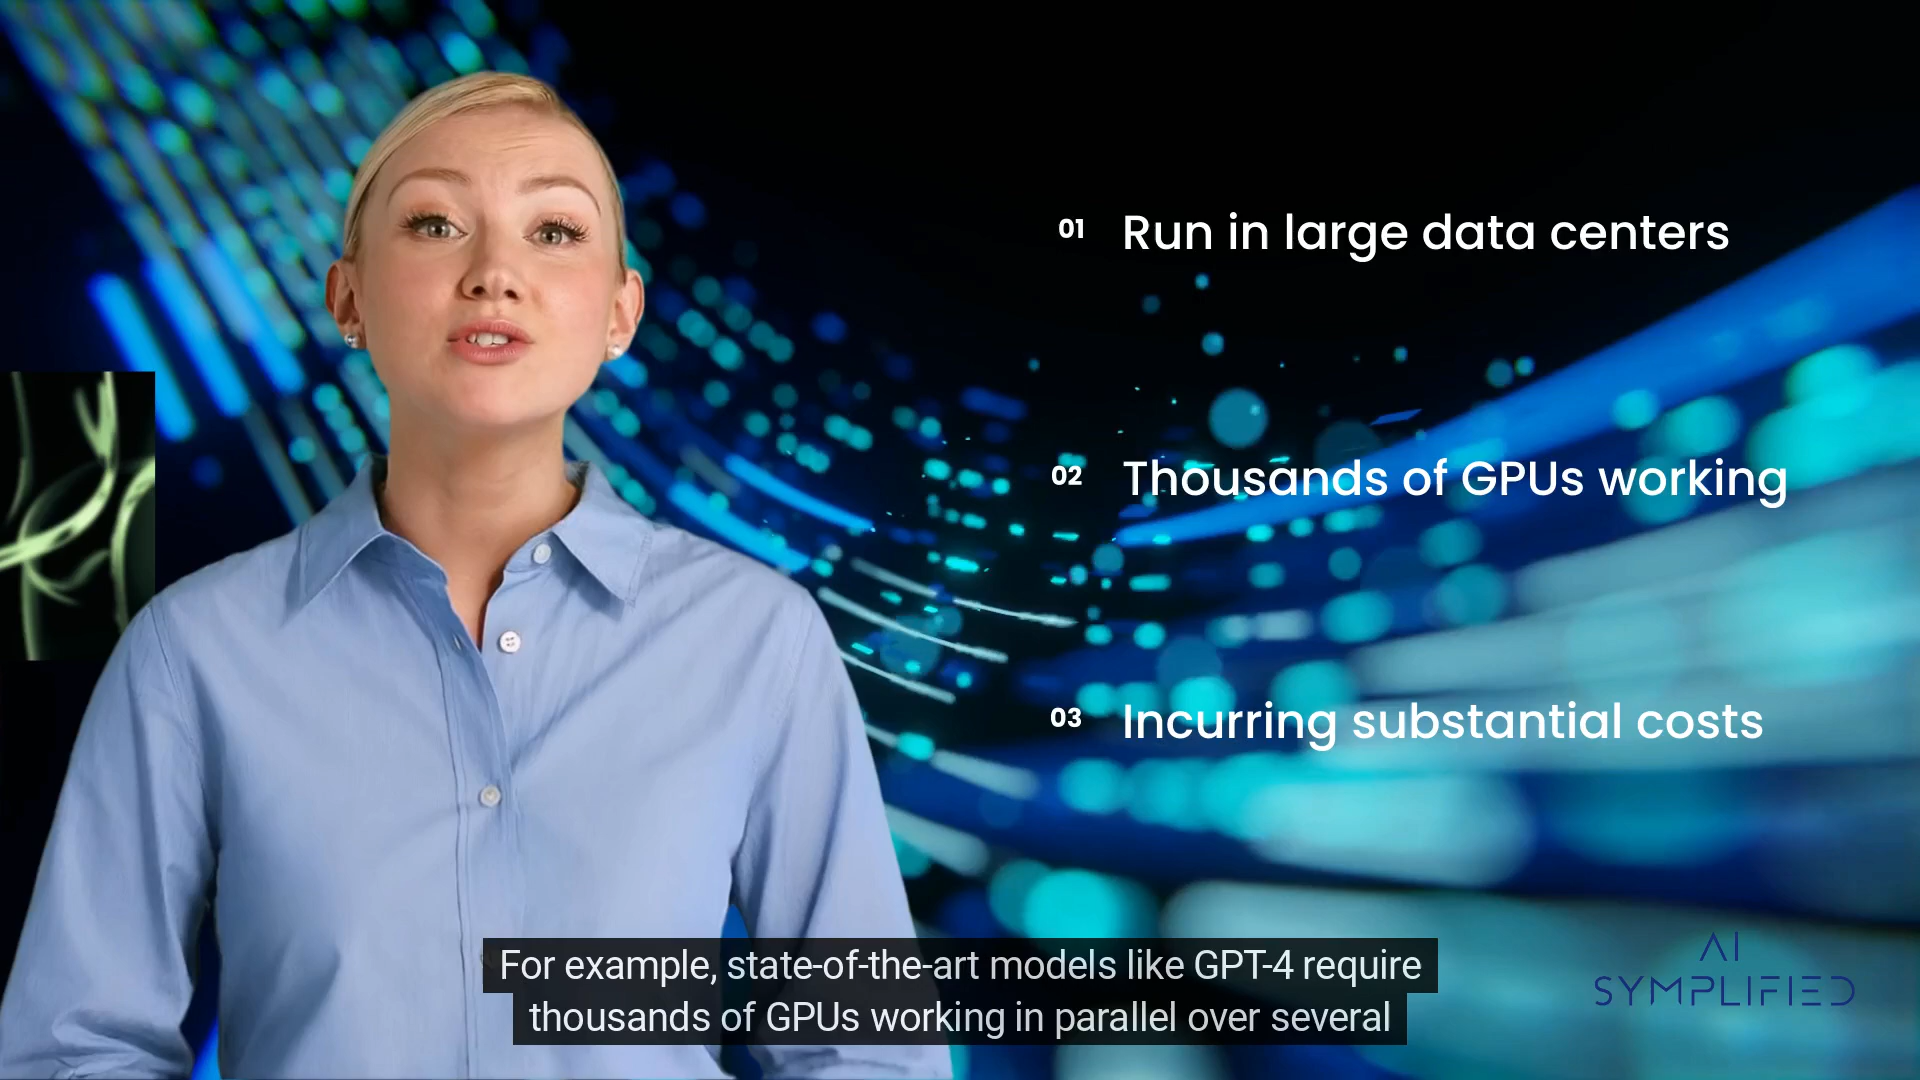 01 Run in large data centers
02 Thousands of GPUs working
03 Incurring substantial costs
For example, state-of-the-art models like GPT-4 require
thousands of GPUs working in parallel over several
AI
SYMPLIFIED